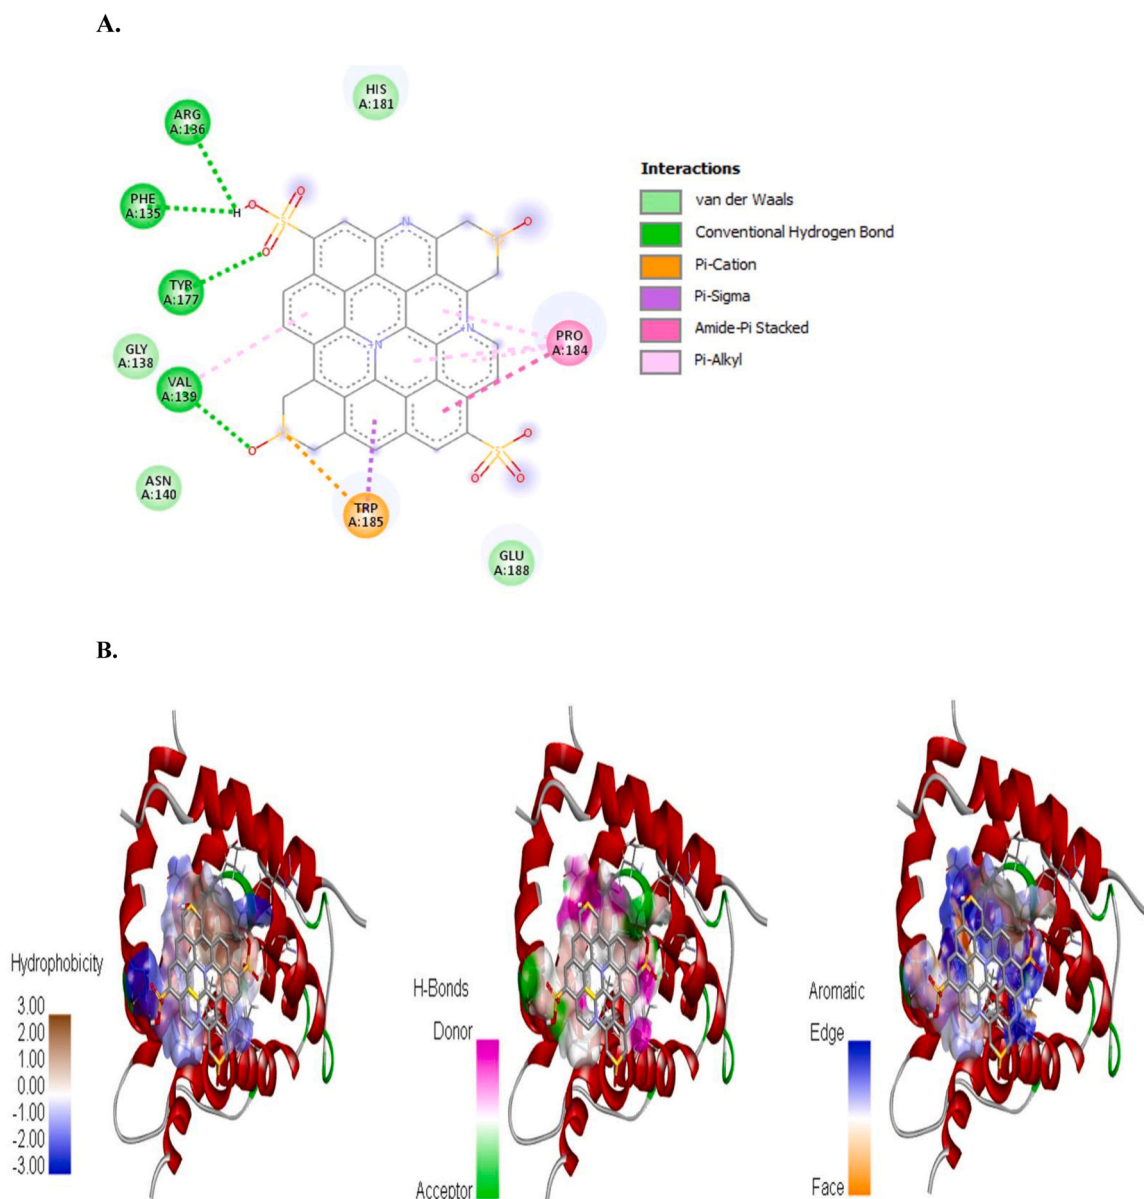 A.
HIS
A:181
ARG
A:136
PHE
A:135
H
O
O
S
O
N
S
O
TYR
A:177
GLY
A:138
VAL
A:139
N
+N
PRO
A:184
O
S
ASN
A:140
TRP
A:185
O
S
O
O
GLU
A:188
Interactions
van der Waals
Conventional Hydrogen Bond
Pi-Cation
Pi-Sigma
Amide-Pi Stacked
Pi-Alkyl
B.
Hydrophobicity
3.00
2.00
1.00
0.00
-1.00
-2.00
-3.00
H-Bonds
Donor
Acceptor
Aromatic
Edge
Face